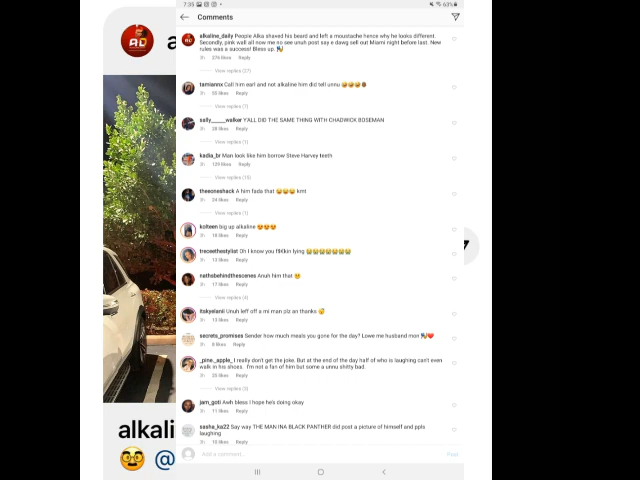 7:35
63%
Comments
alkaline_daily People Alka shaved his beard and left a moustache hence why he looks different.
Secondly, pink wall all now me no see unuh post say e dawg sell out Miami night before last. New
rules was a success! Bless up.
3h 276 likes Reply
View replies (27)
tamiannx Call him earl and not alkaline him did tell unnu
3h 55 likes Reply
View replies (7)
sally_____walker Y'ALL DID THE SAME THING WITH CHADWICK BOSEMAN
3h 28 likes Reply
View replies (1)
kadia_br Man look like him borrow Steve Harvey teeth
3h 139 likes Reply
View replies (15)
theeoneshack A him fada that 😂😂😂 kmt
3h 24 likes Reply
View replies (1)
kolteen big up alkaline 😍😍😍
3h 18 likes Reply
treceethestylist Oh I know you f!!Kkin lying 😭😭😭😭😭😭😭
3h 13 likes Reply
nathsbehindthescenes Anuh him that
3h 17 likes Reply
View replies (4)
itskyelanii Unuh leff off a mi man plz an thanks
3h 13 likes Reply
secrets_promises Sender how much meals you gone for the day? Lowe me husband mon
3h 8 likes Reply
_pine_apple_ I really don't get the joke. But at the end of the day half of who is laughing can't even
walk in his shoes. I'm not a fan of him but some a unnu shitty bad.
3h 25 likes Reply
View replies (3)
jam_goti Awh bless I hope he's doing okay
3h 11 likes Reply
sasha_ka22 Say way THE MAN INA BLACK PANTHER did post a picture of himself and ppls
laughing
3h 10 likes Reply
Add a comment...
Post
AD
a
alkali
@